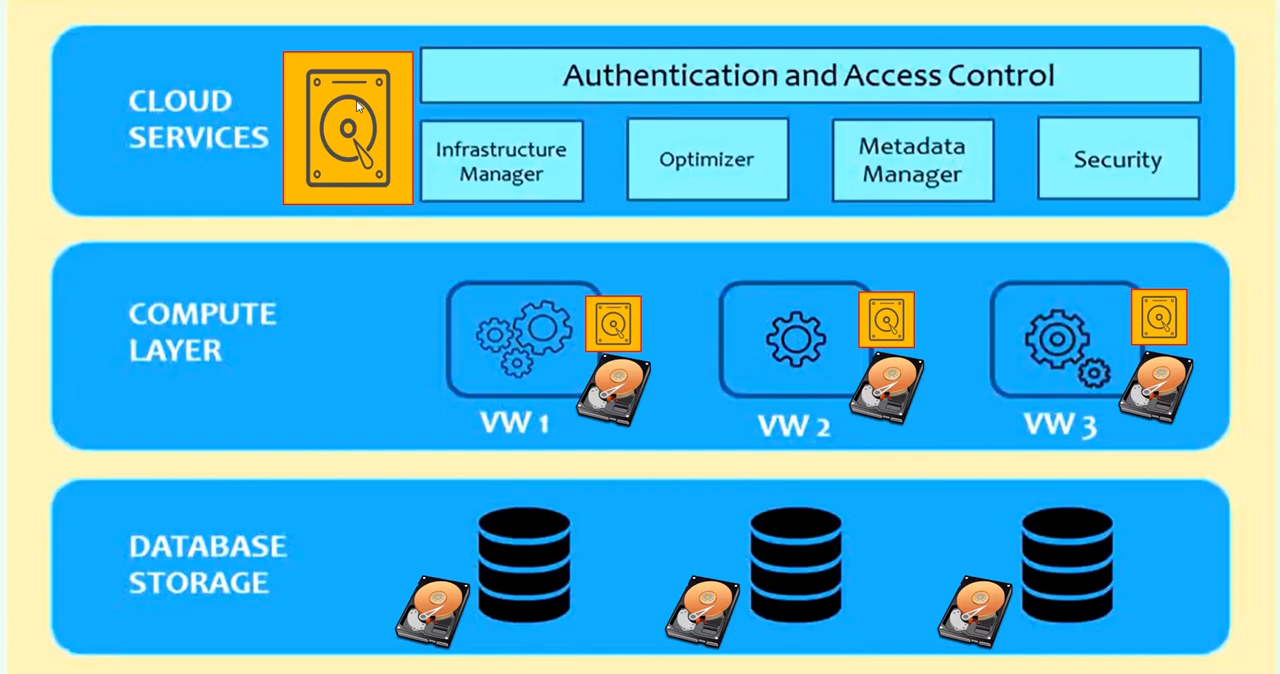 CLOUD
SERVICES
Authentication and Access Control
Infrastructure
Manager
Optimizer
Metadata
Manager
Security
COMPUTE
LAYER
VW 1
VW 2
VW 3
DATABASE
STORAGE